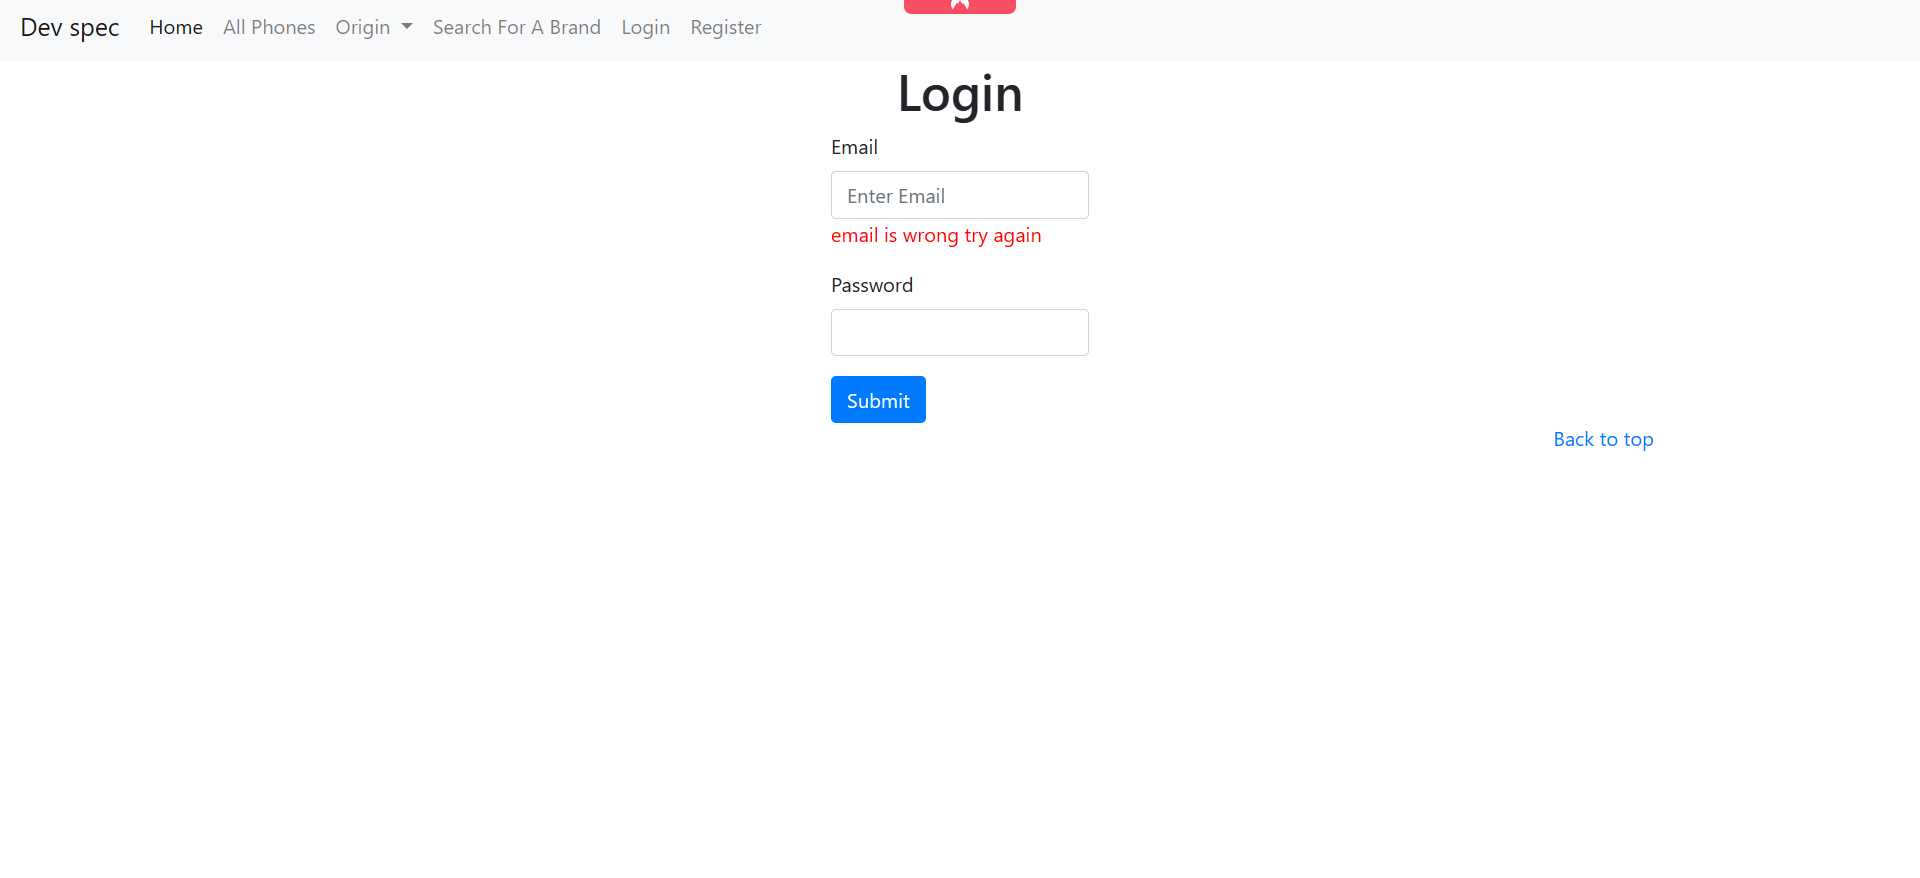 Dev spec Home All Phones Origin Search For A Brand Login Register
Login
Email
Enter Email
email is wrong try again
Password
Submit
Back to top